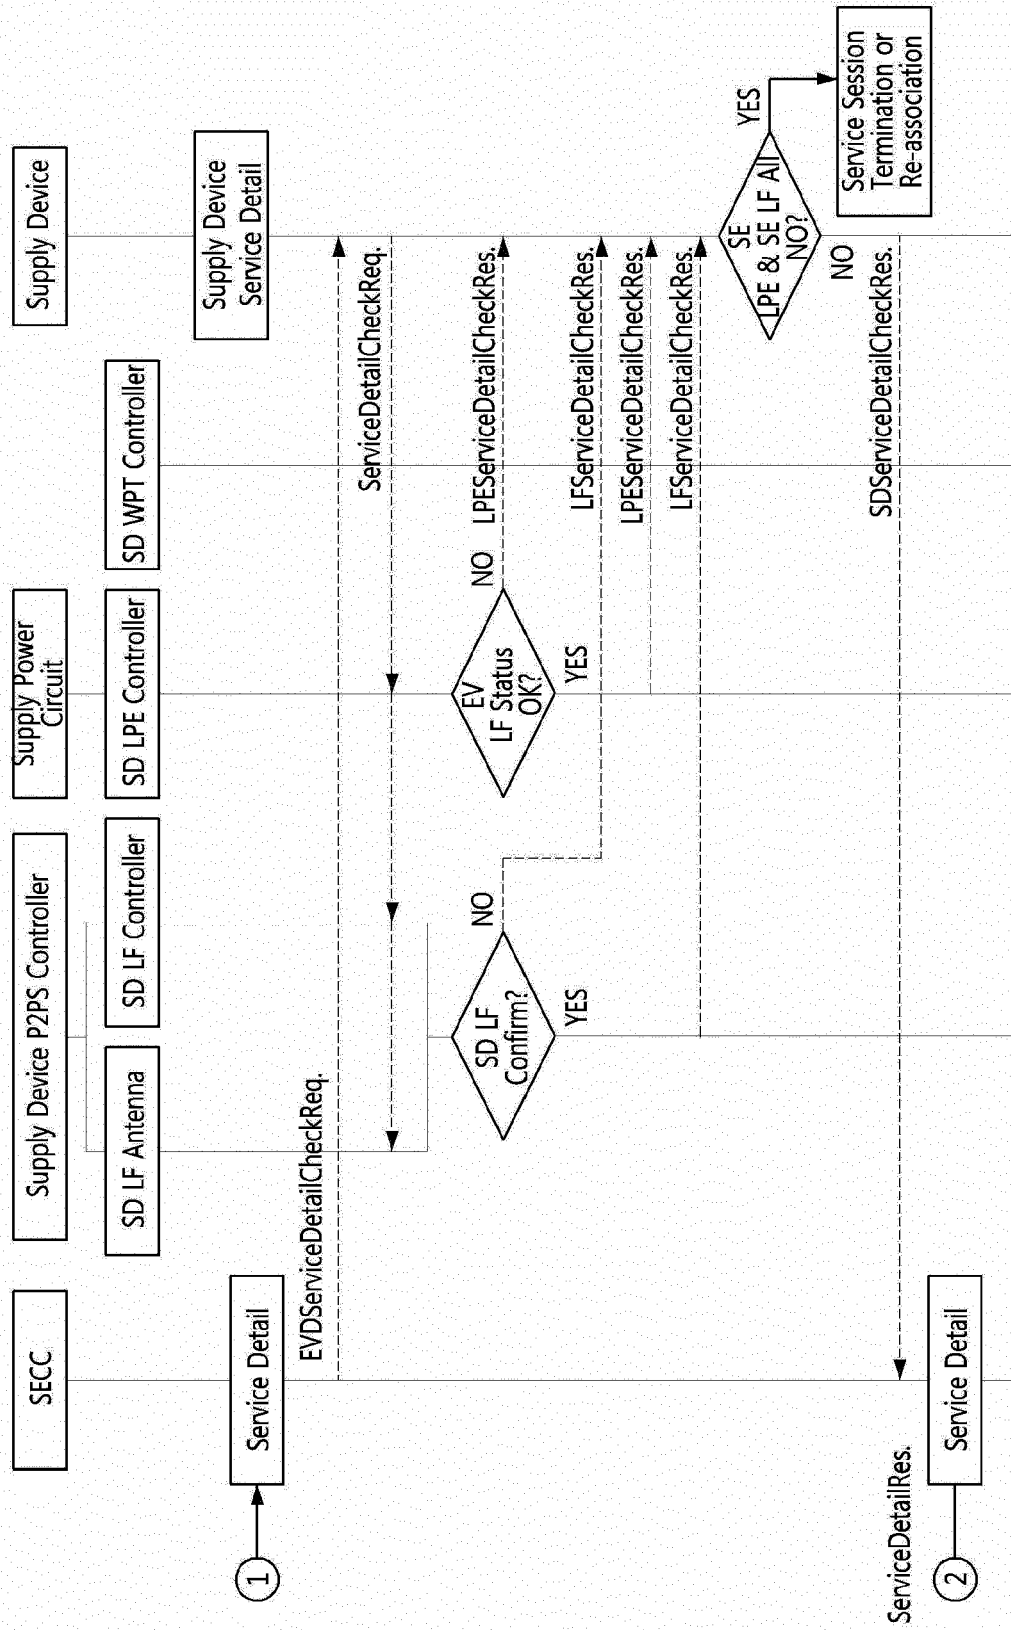 SECC
Supply Device P2PS Controller
Supply Power
Circuit
Supply Device
SD LF Antenna
SD LF Controller
SD LPE Controller
SD WPT Controller
1
Service Detail
Supply Device
Service Detail
EVDServiceDetailCheckReq.
ServiceDetailCheckReq.
SD LF
Confirm?
NO
YES
EV
LF Status
OK?
NO
YES
LPEServiceDetailCheckRes.
LFServiceDetailCheckRes.
LPEServiceDetailCheckRes.
LFServiceDetailCheckRes.
SE
LPE & SE LF All
NO?
YES
NO
Service Session
Termination or
Re-association
SDServiceDetailCheckRes.
ServiceDetailRes.
2
Service Detail